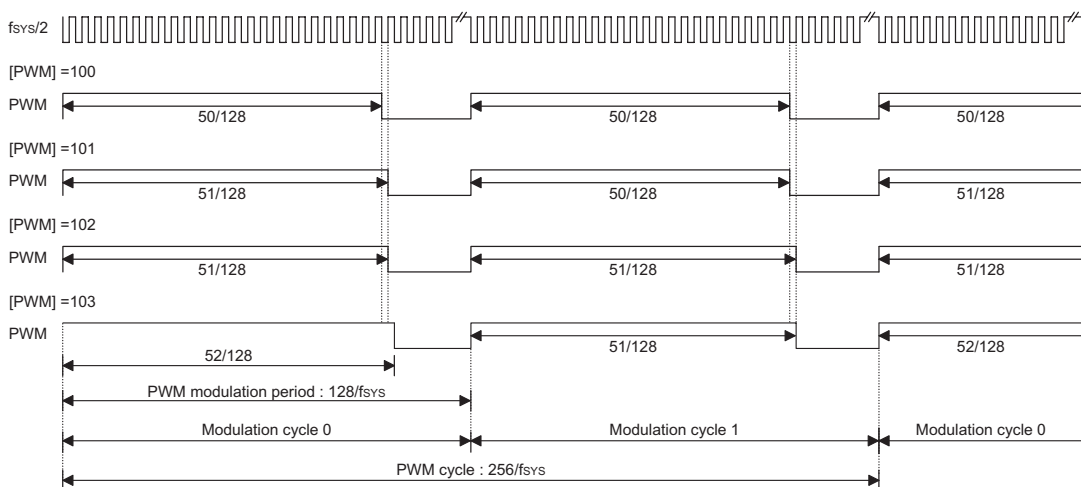 fSYS/2
[PWM] =100
PWM
50/128
50/128
50/128
[PWM] =101
PWM
51/128
50/128
51/128
[PWM] =102
PWM
51/128
51/128
51/128
[PWM] =103
PWM
52/128
51/128
52/128
PWM modulation period : 128/fSYS
Modulation cycle 0
Modulation cycle 1
Modulation cycle 0
PWM cycle : 256/fSYS